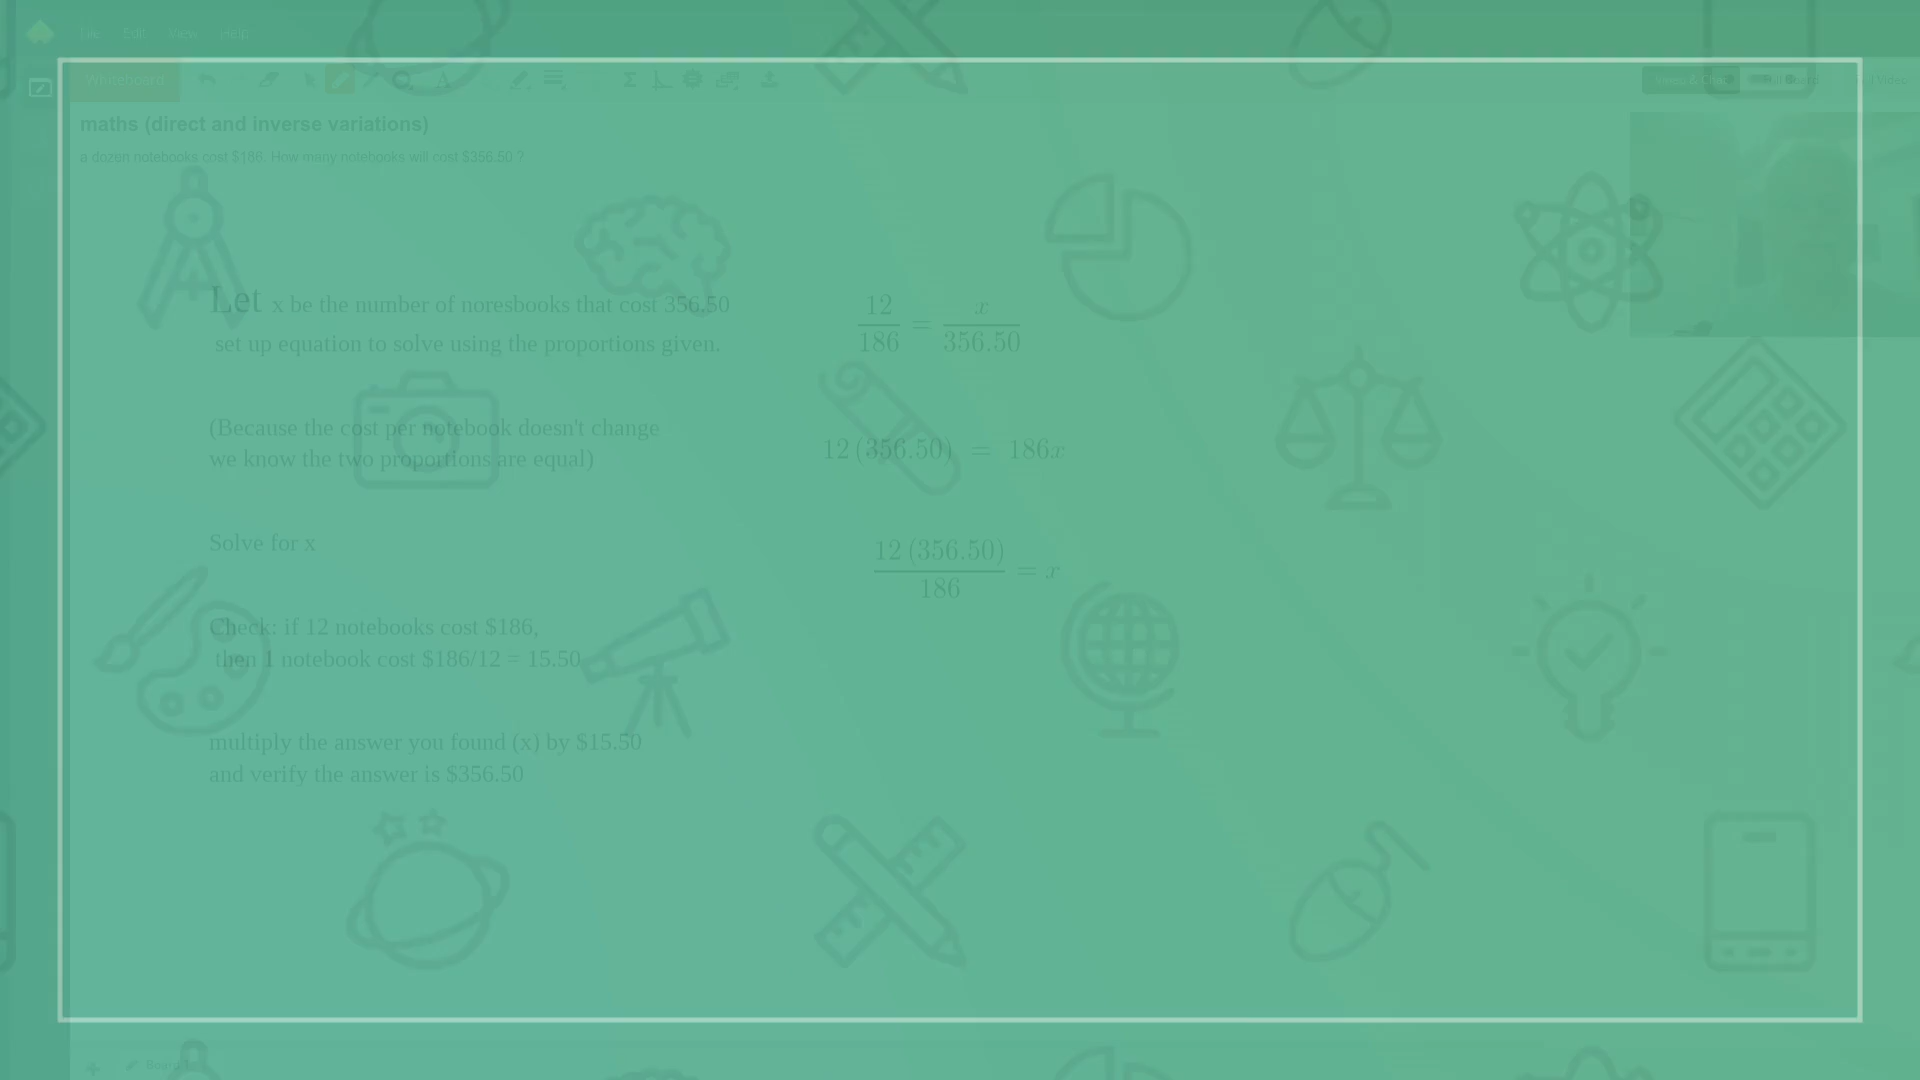 File Edit View Help
Whiteboard
maths (direct and inverse variations)
a dozen notebooks cost $186. How many notebooks will cost $356.50 ?
Let x be the number of noresbooks that cost 356.50
set up equation to solve using the proportions given.
12/186 = x/356.50
(Because the cost per notebook doesn't change
we know the two proportions are equal)
12 (356.50) = 186x
Solve for x
12 (356.50)/186 = x
Check: if 12 notebooks cost $186,
then 1 notebook cost $186/12 = 15.50
multiply the answer you found (x) by $15.50
and verify the answer is $356.50
Board 1